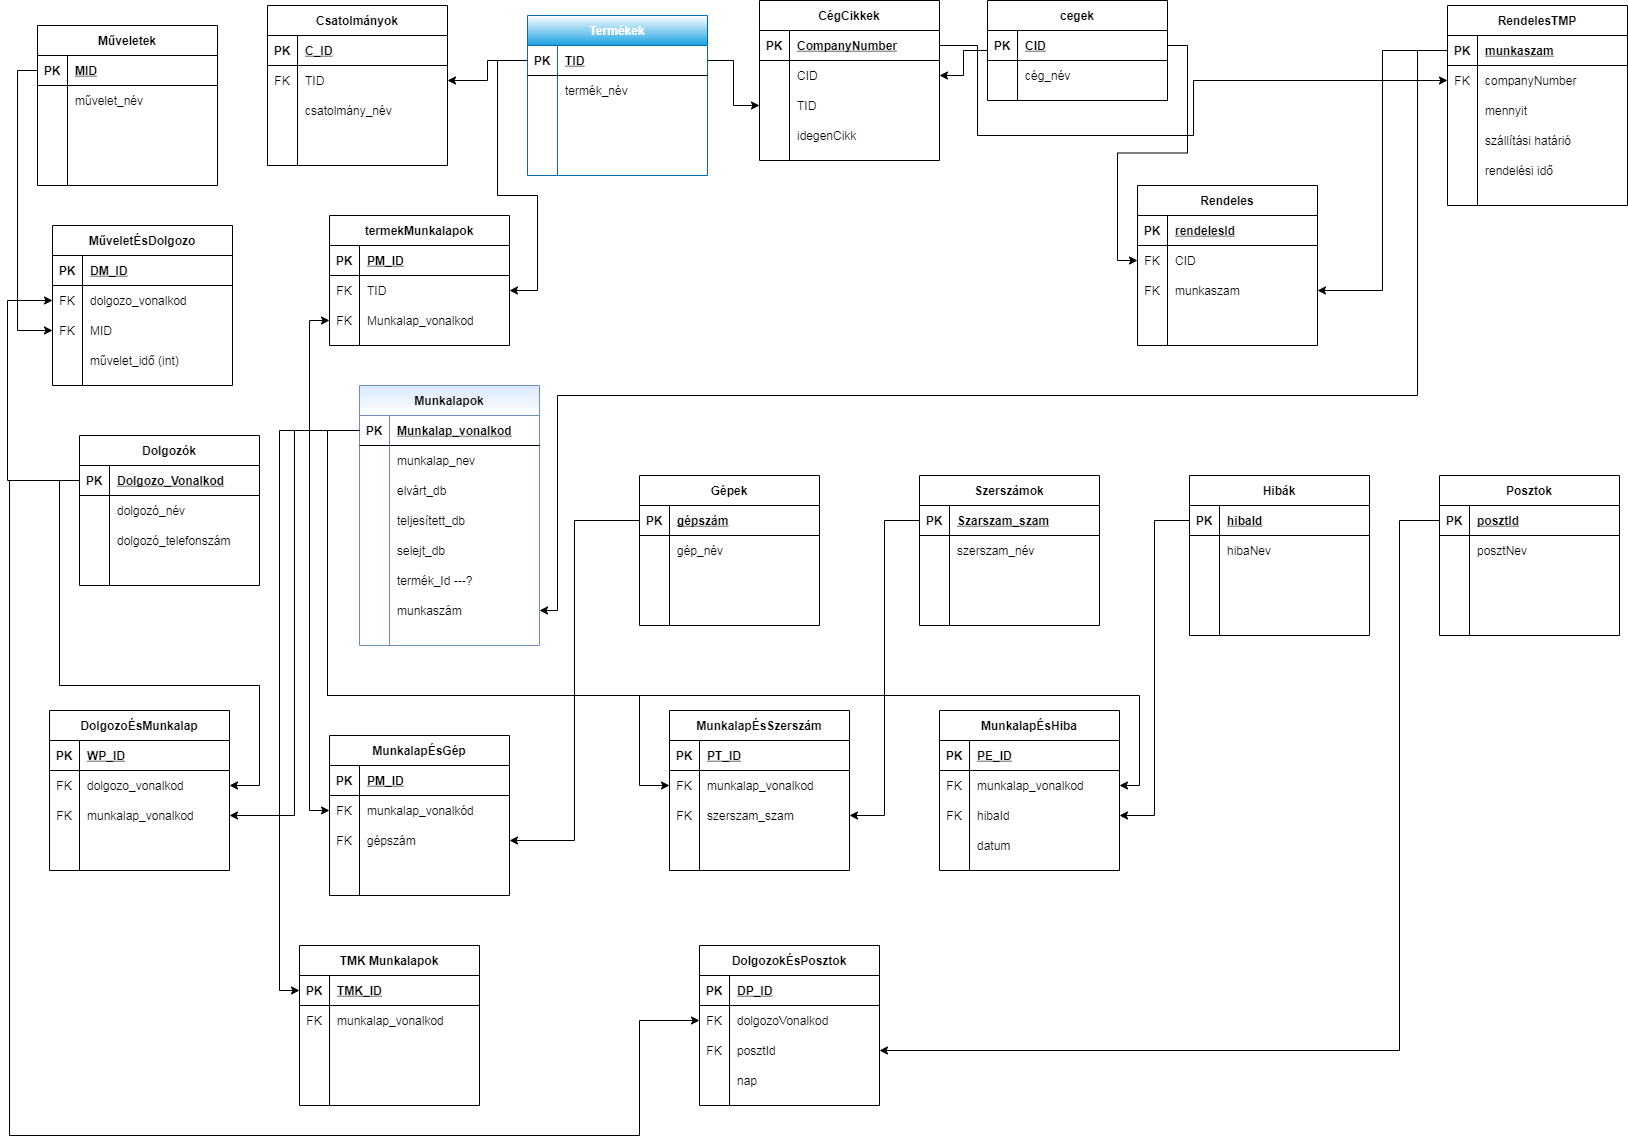 Műveletek
PK MID
művelet_név
Csatolmányok
PK C_ID
FK TID
csatolmány_név
Termékek
PK TID
termék_név
CégCikkek
PK CompanyNumber
CID
TID
idegenCikk
cegek
PK CID
cég_név
RendelesTMP
PK munkaszam
FK companyNumber
mennyit
szállítási határió
rendelési idő
MűveletÉsDolgozo
PK DM_ID
FK dolgozo_vonalkod
FK MID
művelet_idő (int)
termekMunkalapok
PK PM_ID
FK TID
FK Munkalap_vonalkod
Rendeles
PK rendelesId
FK CID
FK munkaszam
Dolgozók
PK Dolgozo_Vonalkod
dolgozó_név
dolgozó_telefonszám
Munkalapok
PK Munkalap_vonalkod
munkalap_nev
elvárt_db
teljesített_db
selejt_db
termék_Id ---?
munkaszám
Gépek
PK gépszám
gép_név
Szerszámok
PK Szarszam_szam
szerszam_név
Hibák
PK hibaId
hibaNev
Posztok
PK posztId
posztNev
DolgozoÉsMunkalap
PK WP_ID
FK dolgozo_vonalkod
FK munkalap_vonalkod
MunkalapÉsGép
PK PM_ID
FK munkalap_vonalkód
FK gépszám
MunkalapÉsSzerszám
PK PT_ID
FK munkalap_vonalkod
FK szerszam_szam
MunkalapÉsHiba
PK PE_ID
FK munkalap_vonalkod
FK hibaId
datum
TMK Munkalapok
PK TMK_ID
FK munkalap_vonalkod
DolgozokÉsPosztok
PK DP_ID
FK dolgozoVonalkod
FK posztId
nap